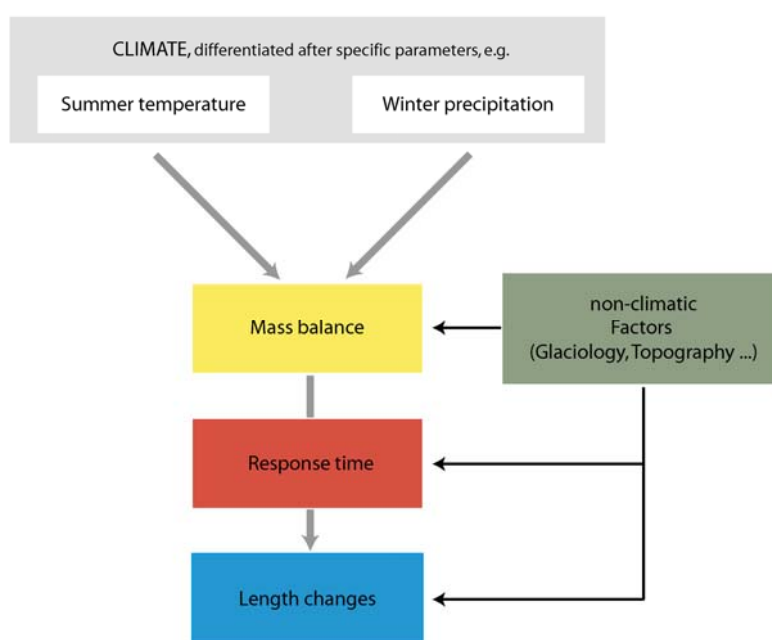 CLIMATE, differentiated after specific parameters, e.g.
Summer temperature
Winter precipitation
Mass balance
non-climatic
Factors
(Glaciology, Topography ...)
Response time
Length changes